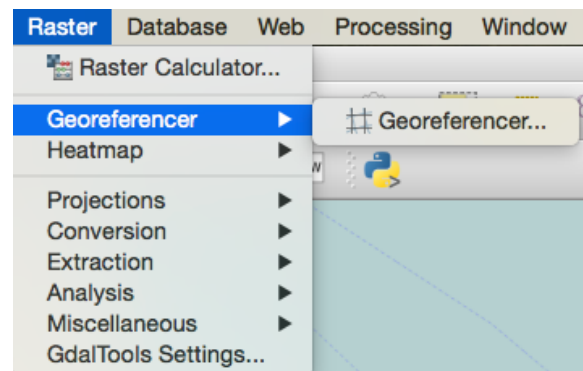 Raster Database Web Processing Window
Raster Calculator...
Georeferencer
Georeferencer...
Heatmap
Projections
Conversion
Extraction
Analysis
Miscellaneous
GdalTools Settings...